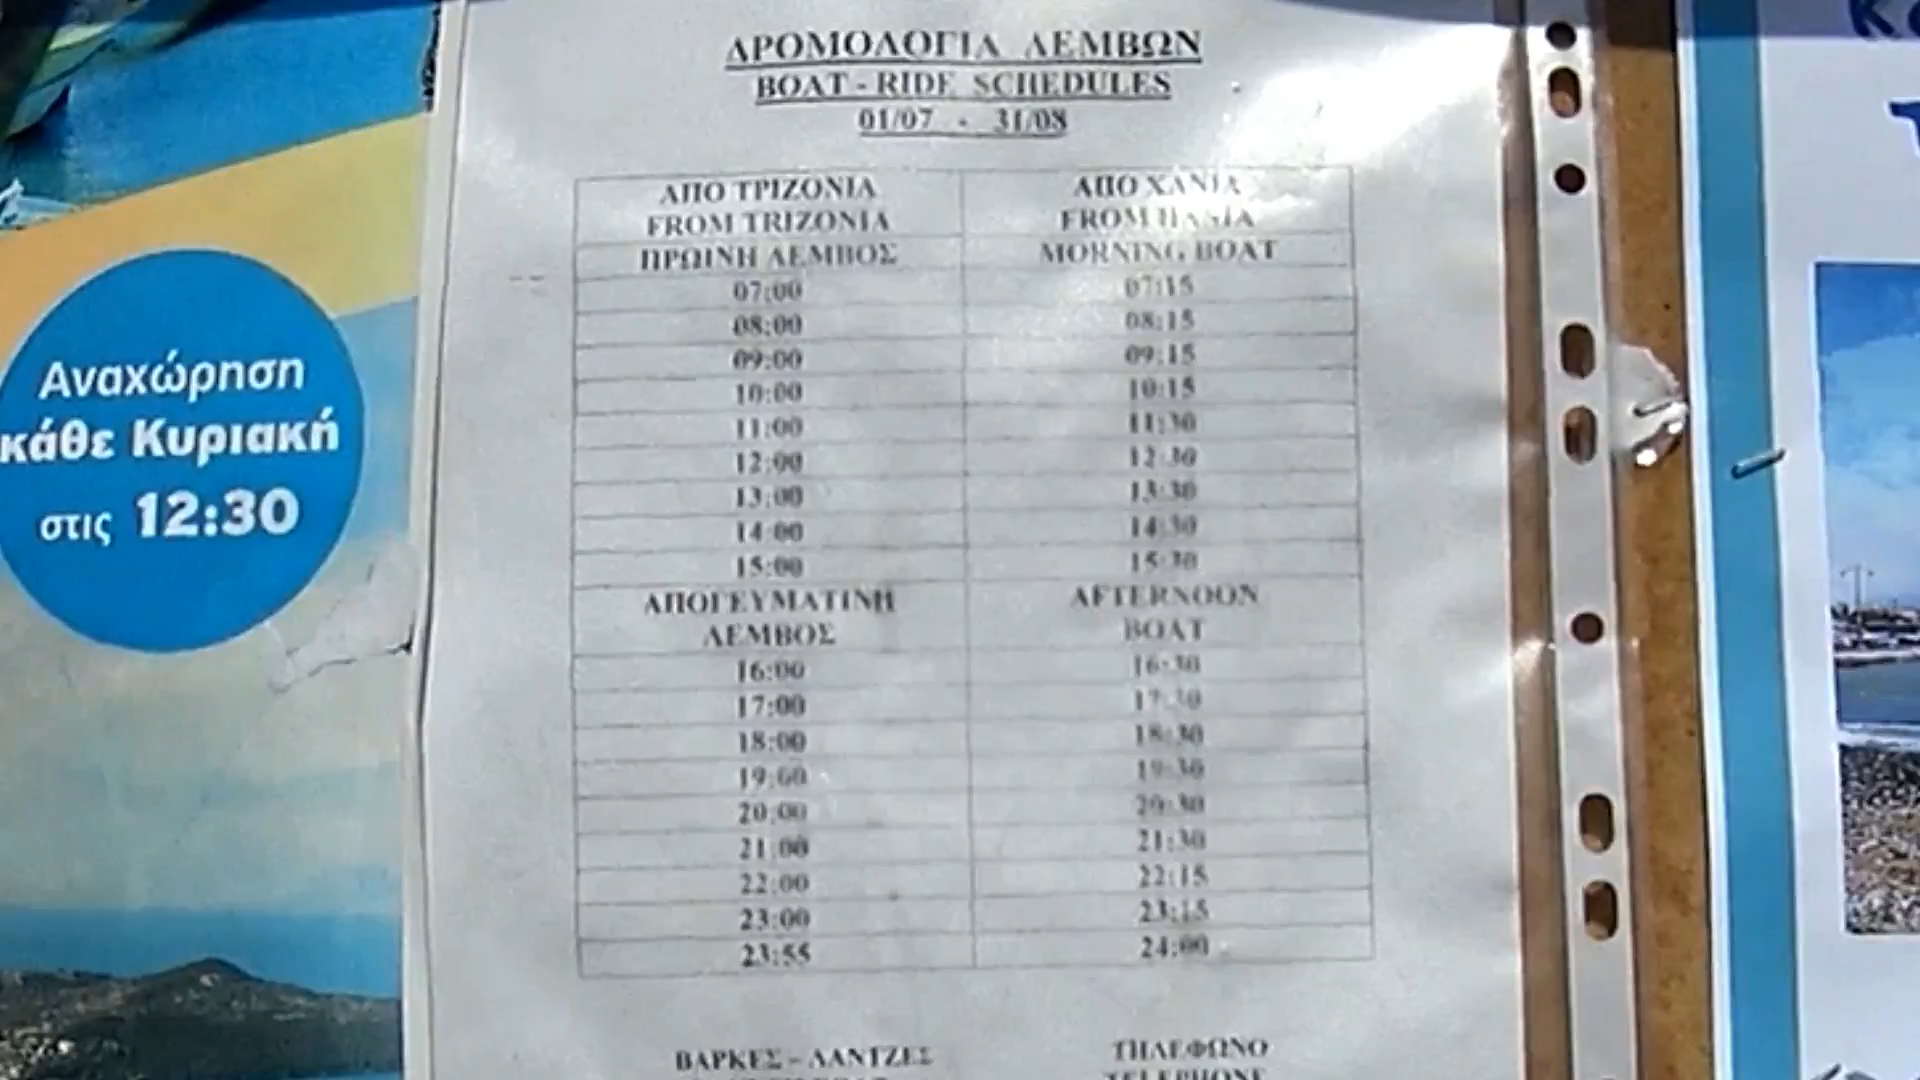 ΔΡΟΜΟΛΟΓΙΑ ΛΕΜΒΩΝ
BOAT - RIDE SCHEDULES
01/07 - 31/08
ΑΠΟ ΤΡΙΖΟΝΙΑ ΑΠΟ ΧΑΝΙΑ
FROM TRIZONIA FROM HANIA
ΠΡΩΙΝΗ ΛΕΜΒΟΣ MORNING BOAT
07:00 07:15
08:00 08:15
09:00 09:15
10:00 10:15
11:00 11:30
12:00 12:30
13:00 13:30
14:00 14:30
15:00 15:30
ΑΠΟΓΕΥΜΑΤΙΝΗ AFTERNOON
ΛΕΜΒΟΣ BOAT
16:00 16:30
17:00 17:30
18:00 18:30
19:00 19:30
20:00 20:30
21:00 21:30
22:00 22:15
23:00 23:15
23:55 24:00
ΒΑΡΚΕΣ – ΛΑΝΤΖΕΣ ΤΗΛΕΦΩΝΟ
TELEPHONE
Αναχώρηση
κάθε Κυριακή
στις 12:30